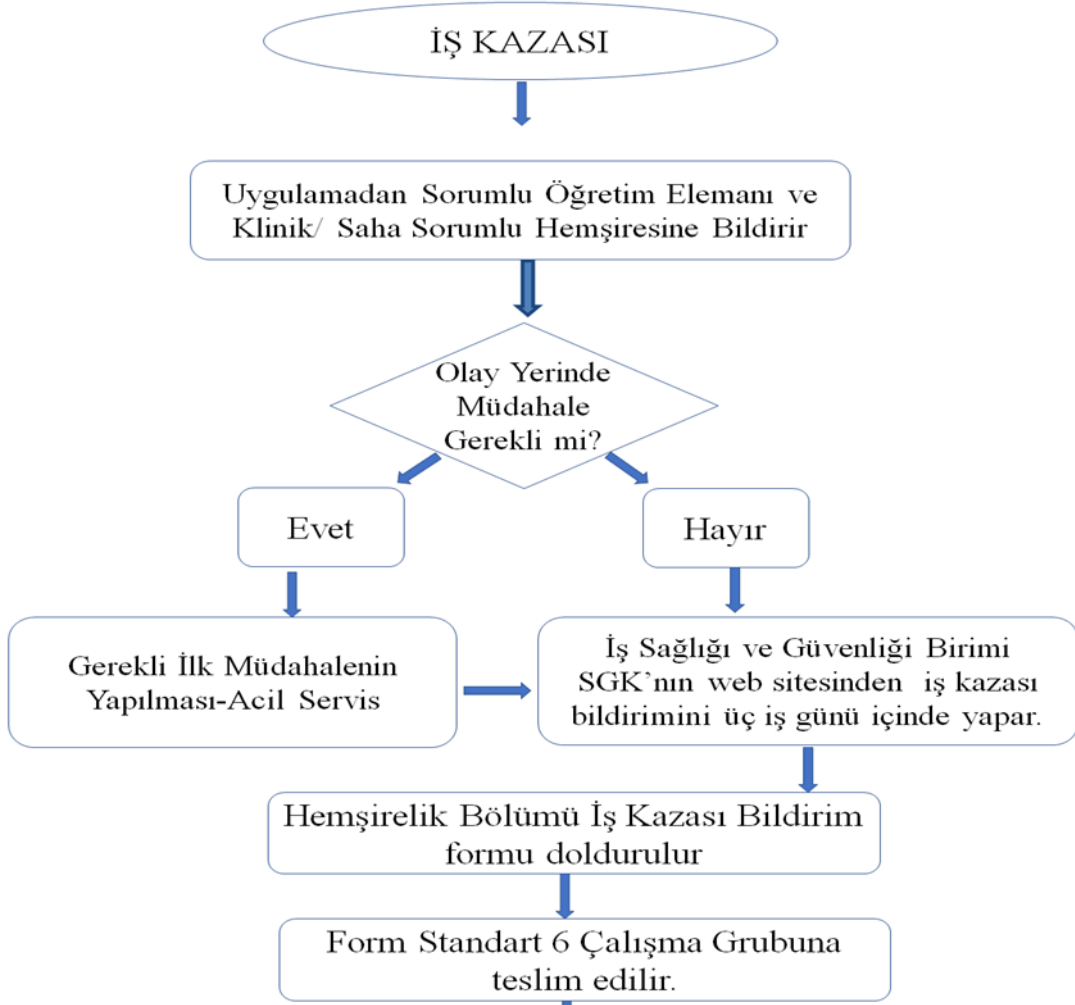 İŞ KAZASI
Uygulamadan Sorumlu Öğretim Elemanı ve
Klinik/ Saha Sorumlu Hemşiresine Bildirir
Olay Yerinde
Müdahale
Gerekli mi?
Evet
Hayır
Gerekli İlk Müdahalenin
Yapılması-Acil Servis
İş Sağlığı ve Güvenliği Birimi
SGK’nın web sitesinden iş kazası
bildirimini üç iş günü içinde yapar.
Hemşirelik Bölümü İş Kazası Bildirim
formu doldurulur
Form Standart 6 Çalışma Grubuna
teslim edilir.